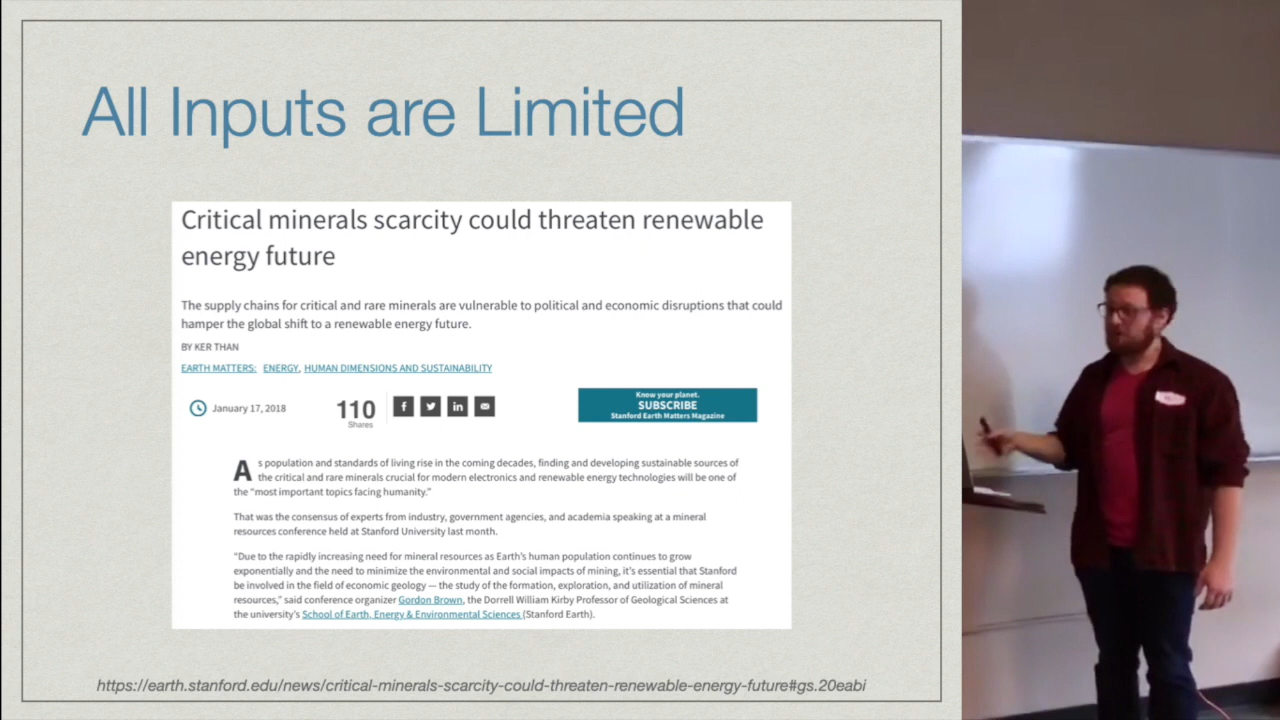 All Inputs are Limited
Critical minerals scarcity could threaten renewable
energy future
The supply chains for critical and rare minerals are vulnerable to political and economic disruptions that could
hamper the global shift to a renewable energy future.
BY KER THAN
EARTH MATTERS: ENERGY, HUMAN DIMENSIONS AND SUSTAINABILITY
January 17, 2018
110
Shares
Know your planet.
SUBSCRIBE
Stanford Earth Matters Magazine
As population and standards of living rise in the coming decades, finding and developing sustainable sources of
the critical and rare minerals crucial for modern electronics and renewable energy technologies will be one of
the “most important topics facing humanity.”
That was the consensus of experts from industry, government agencies, and academia speaking at a mineral
resources conference held at Stanford University last month.
“Due to the rapidly increasing need for mineral resources as Earth’s human population continues to grow
exponentially and the need to minimize the environmental and social impacts of mining, it’s essential that Stanford
be involved in the field of economic geology — the study of the formation, exploration, and utilization of mineral
resources,” said conference organizer Gordon Brown, the Dorrell William Kirby Professor of Geological Sciences at
the university’s School of Earth, Energy & Environmental Sciences (Stanford Earth).
https://earth.stanford.edu/news/critical-minerals-scarcity-could-threaten-renewable-energy-future#gs.20eabi